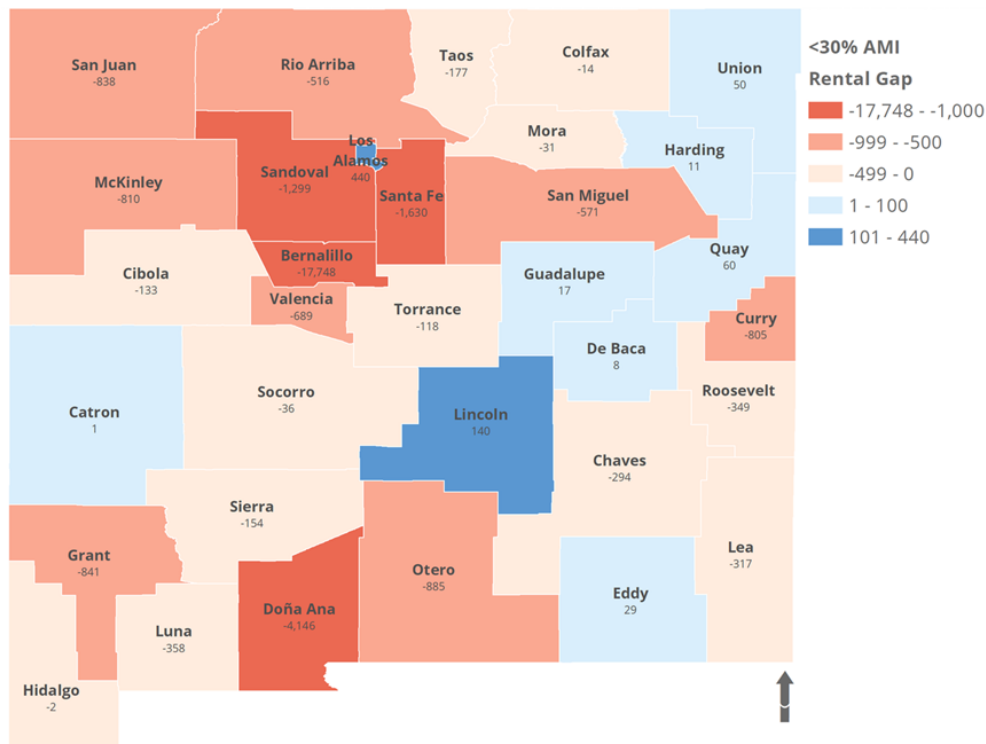 San Juan
-838
Rio Arriba
-516
Taos
-177
Colfax
-14
Union
50
Mora
-31
Harding
11
Los
Alamos
440
McKinley
-810
Sandoval
-1,299
Santa Fe
-1,630
San Miguel
-571
Quay
60
Bernalillo
-17,748
Cibola
-133
Guadalupe
17
Valencia
-689
Torrance
-118
Curry
-805
De Baca
8
Roosevelt
-349
Catron
1
Socorro
-36
Lincoln
140
Chaves
-294
Sierra
-154
Lea
-317
Grant
-841
Otero
-885
Eddy
29
Doña Ana
-4,146
Luna
-358
Hidalgo
-2
<30% AMI
Rental Gap
-17,748 - -1,000
-999 - -500
-499 - 0
1 - 100
101 - 440